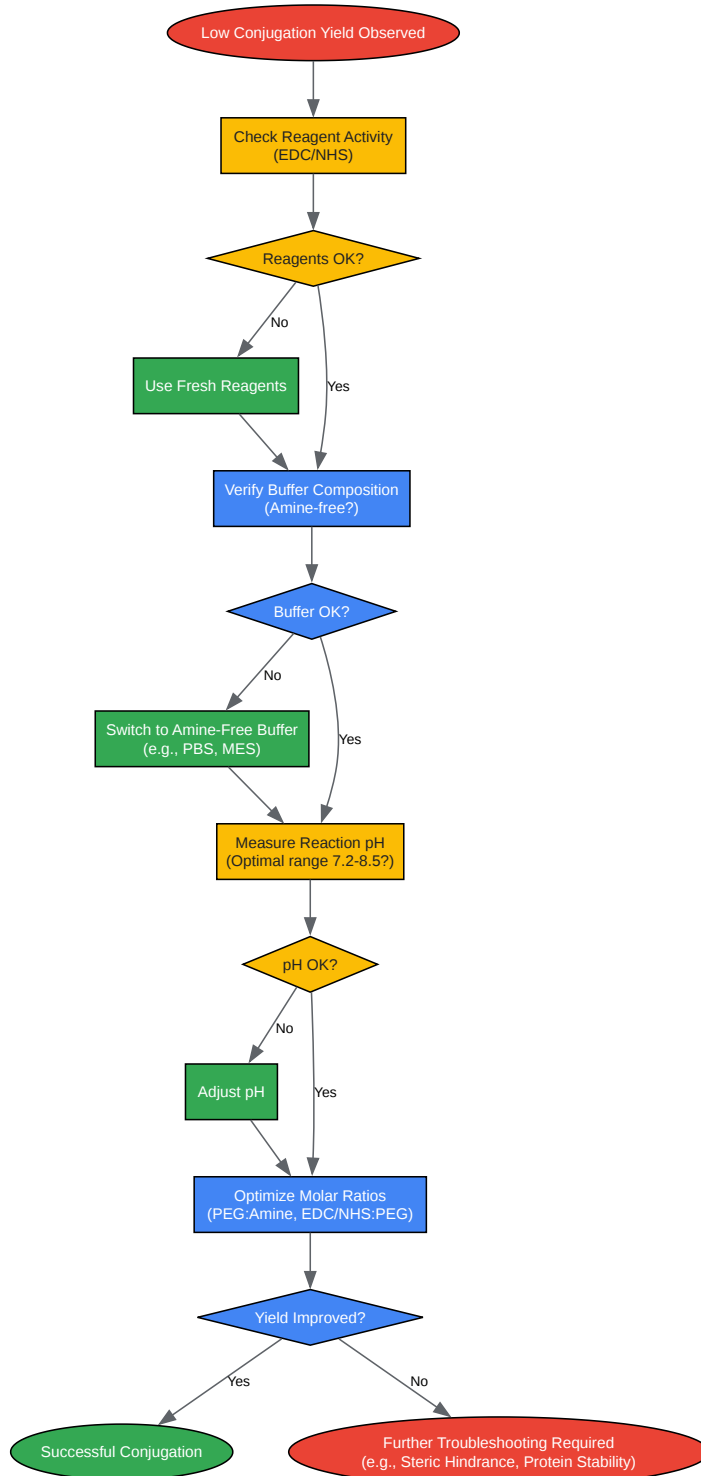 Low Conjugation Yield Observed
Check Reagent Activity
(EDC/NHS)
Reagents OK?
No
Use Fresh Reagents
Yes
Verify Buffer Composition
(Amine-free?)
Buffer OK?
No
Switch to Amine-Free Buffer
(e.g., PBS, MES)
Yes
Measure Reaction pH
(Optimal range 7.2-8.5?)
pH OK?
No
Adjust pH
Yes
Optimize Molar Ratios
(PEG:Amine, EDC/NHS:PEG)
Yield Improved?
Yes
No
Successful Conjugation
Further Troubleshooting Required
(e.g., Steric Hindrance, Protein Stability)